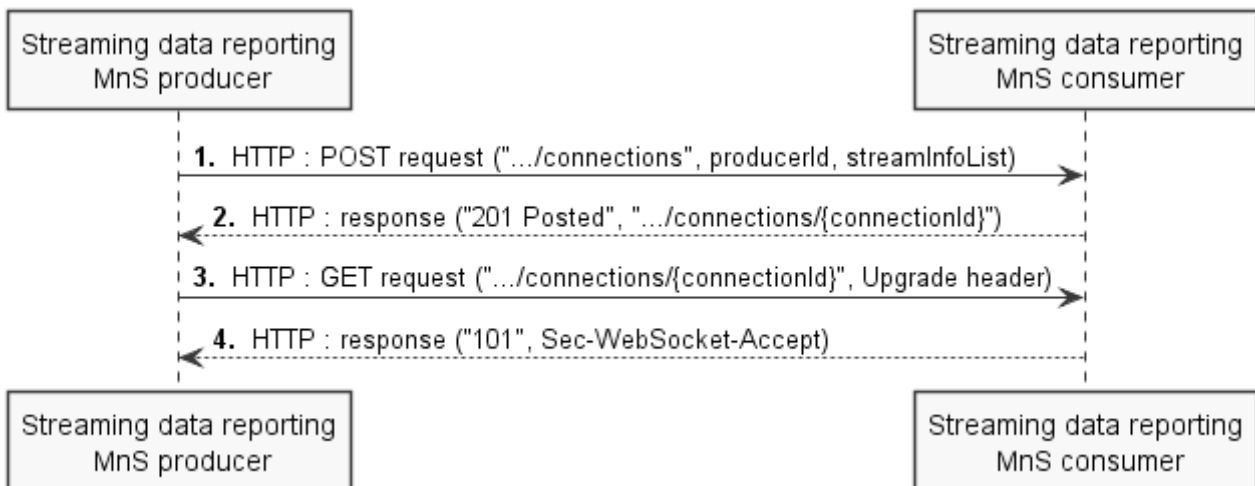 Streaming data reporting
MnS producer
Streaming data reporting
MnS consumer
1. HTTP : POST request (".../connections", producerId, streamInfoList)
2. HTTP : response ("201 Posted", ".../connections/{connectionId}")
3. HTTP : GET request (".../connections/{connectionId}", Upgrade header)
4. HTTP : response ("101", Sec-WebSocket-Accept)
Streaming data reporting
MnS producer
Streaming data reporting
MnS consumer